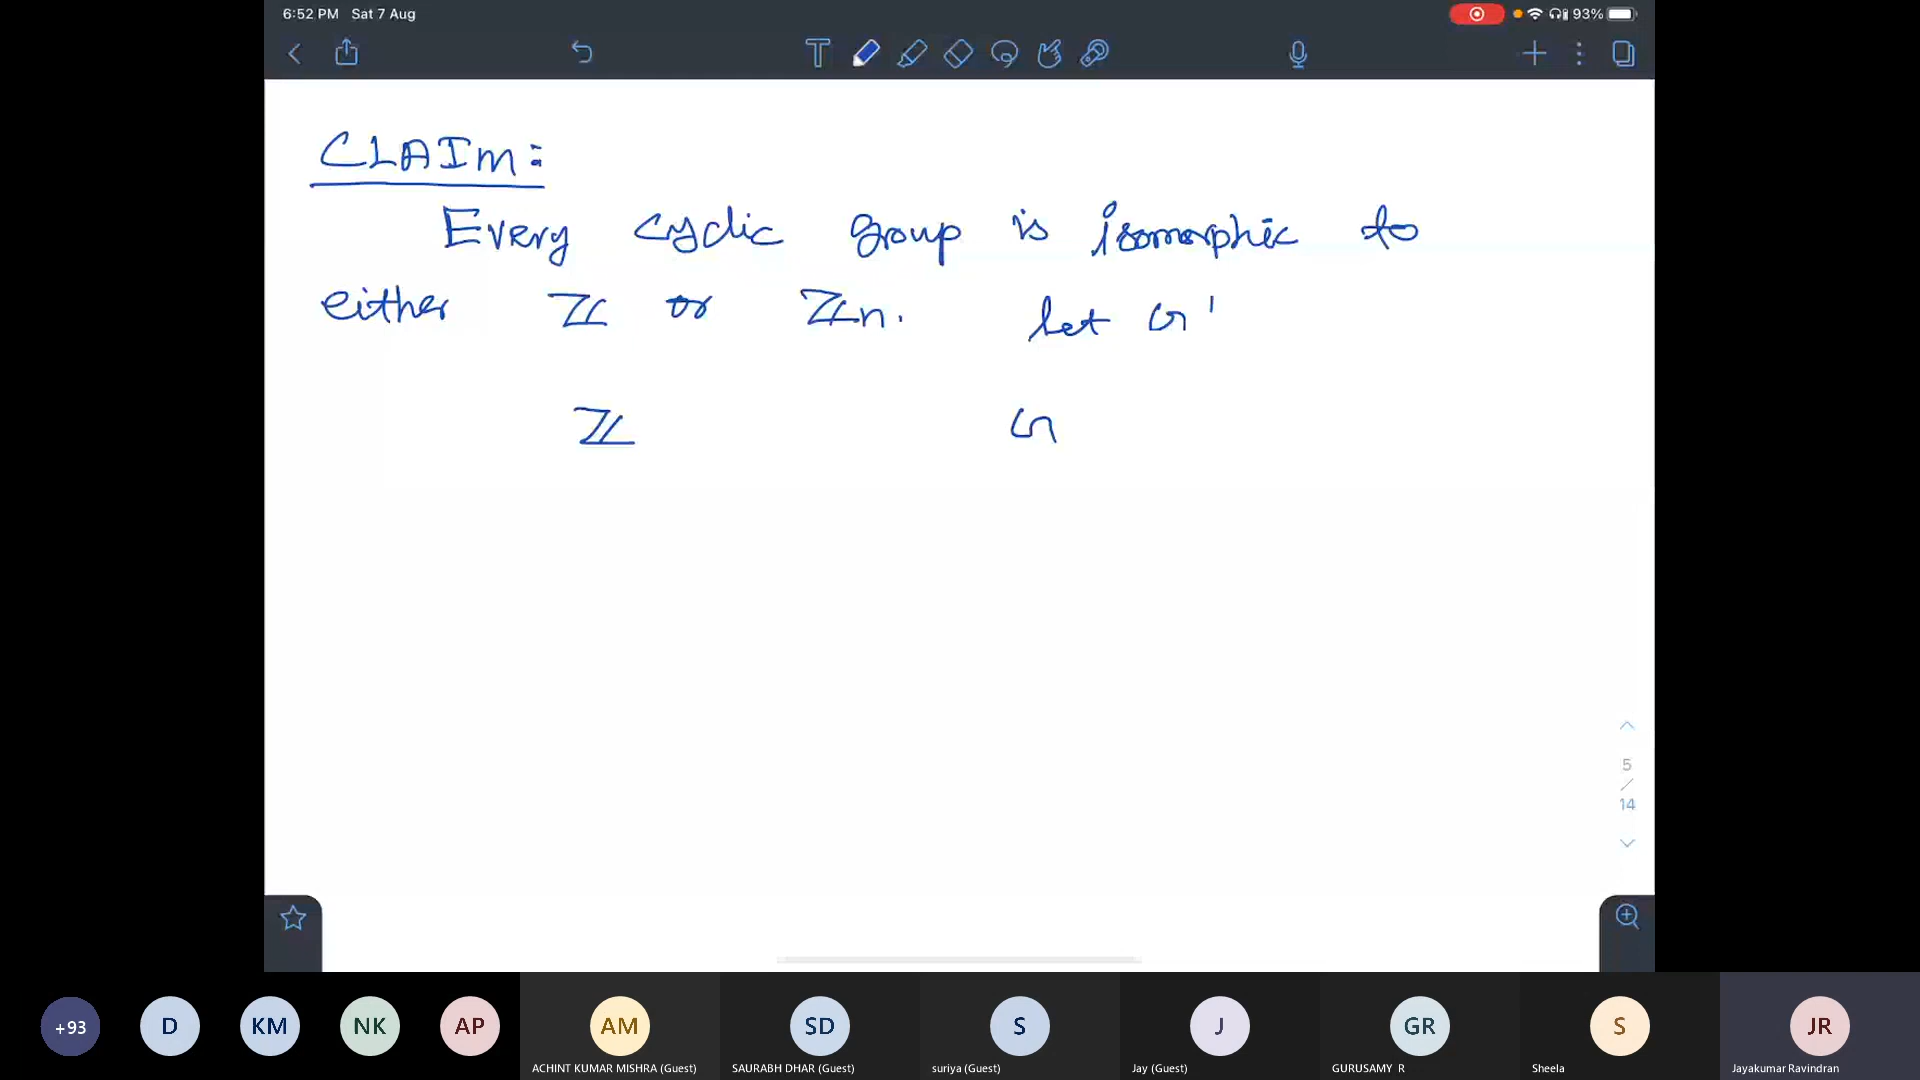 6:52 PM Sat 7 Aug
93%
CLAIM:
Every cyclic group is isomorphic to
either ℤ or ℤn. let G'
ℤ G
5
/
14
+93 D KM NK AP AM SD S J GR S JR
ACHINT KUMAR MISHRA (Guest) SAURABH DHAR (Guest) suriya (Guest) Jay (Guest) GURUSAMY R Sheela Jayakumar Ravindran